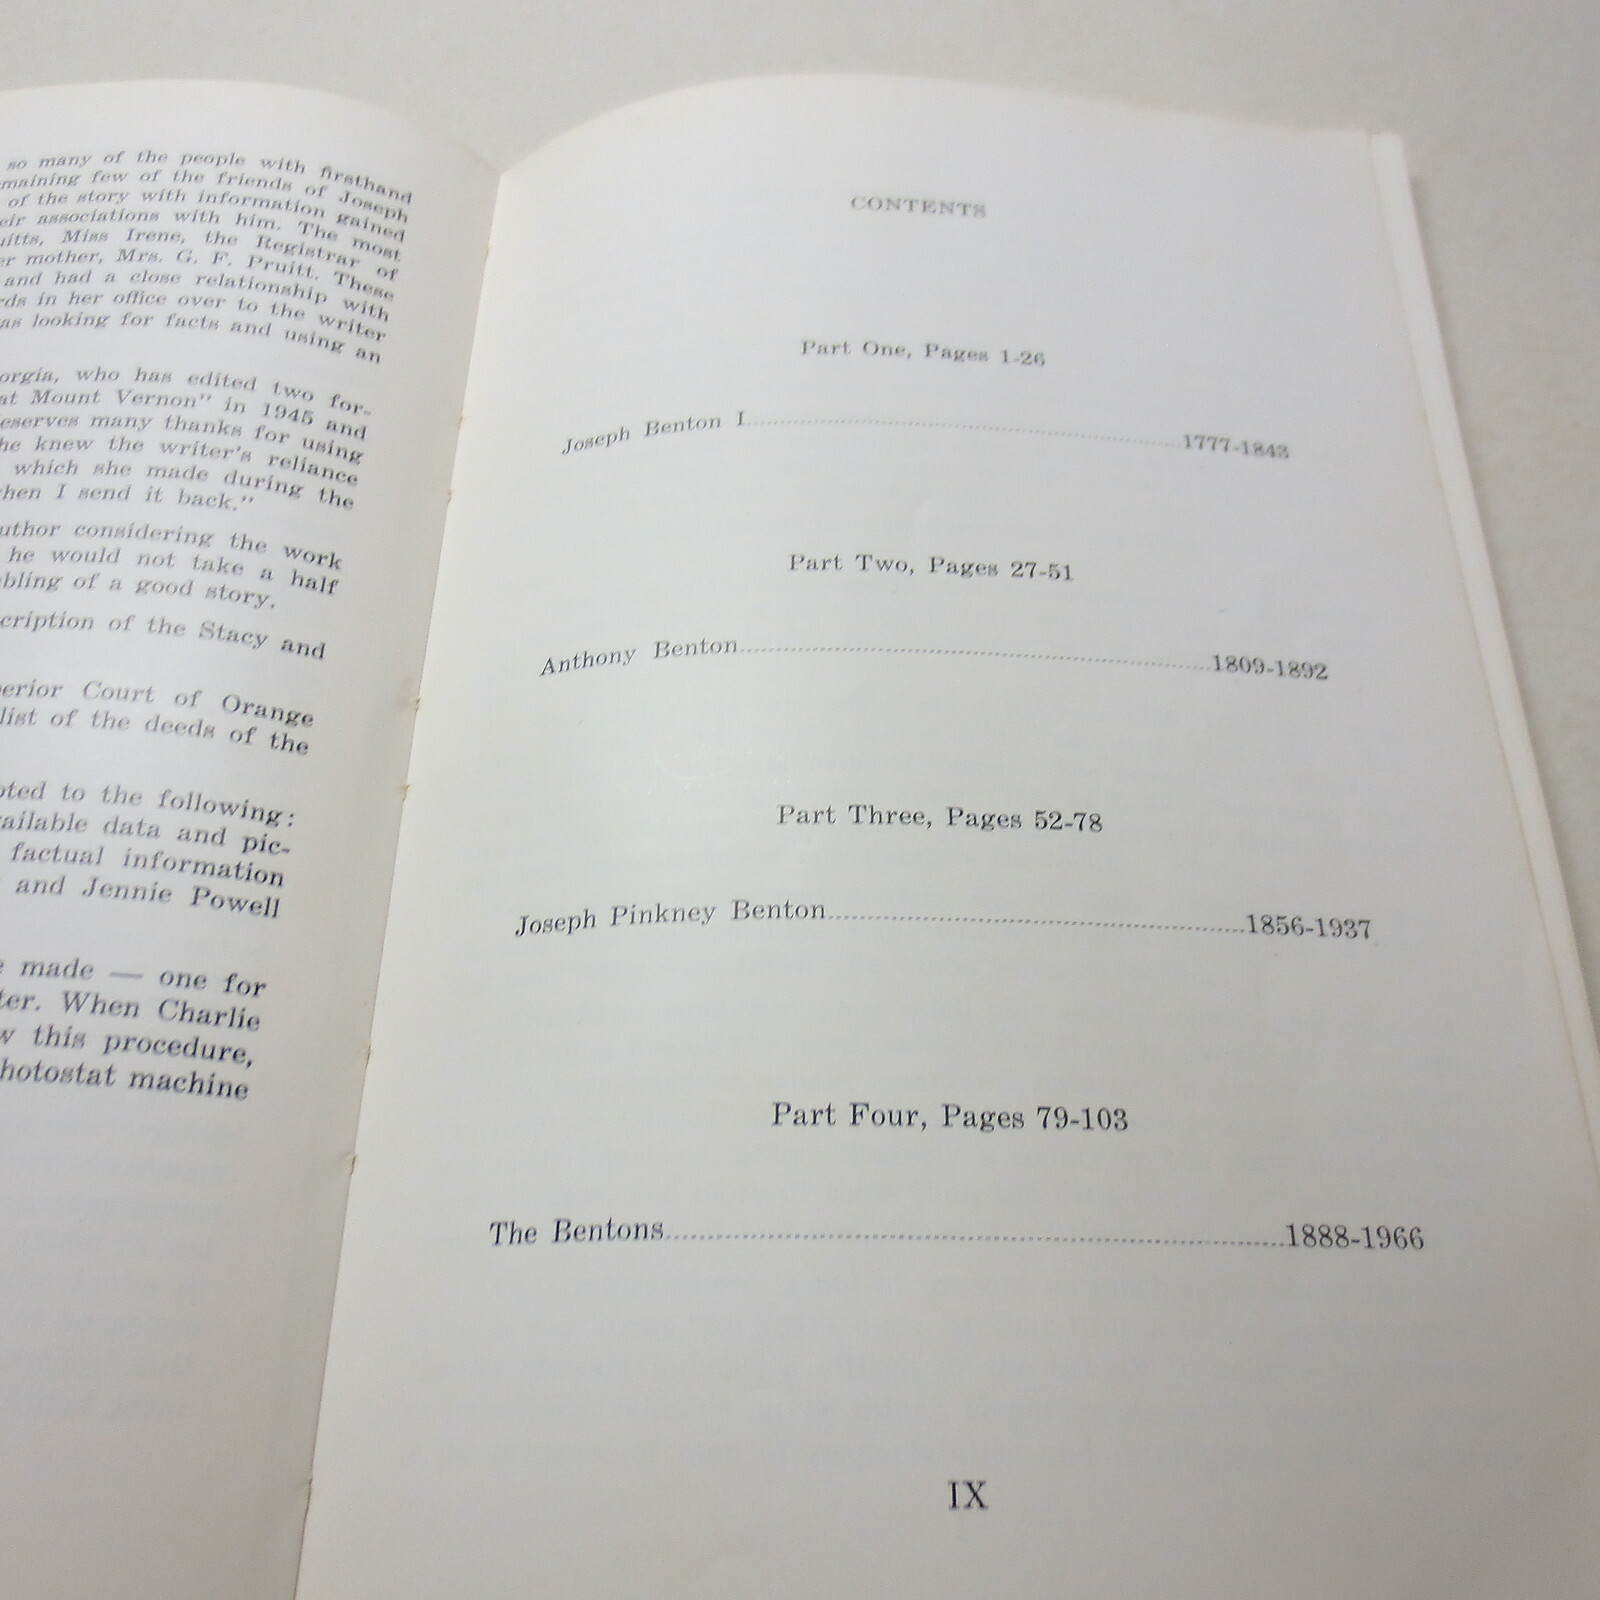 so many of the people with firsthand
maining few of the friends of Joseph
of the story with information gained
eir associations with him. The most
uitts, Miss Irene, the Registrar of
er mother, Mrs. G. F. Pruitt. These
and had a close relationship with
rds in her office over to the writer
as looking for facts and using an
orgia, who has edited two for-
at Mount Vernon" in 1945 and
deserves many thanks for using
he knew the writer's reliance
which she made during the
when I send it back."
uthor considering the work
he would not take a half
bling of a good story.
cription of the Stacy and
perior Court of Orange
list of the deeds of the
oted to the following:
vailable data and pic-
factual information
and Jennie Powell
e made — one for
ter. When Charlie
w this procedure,
hotostat machine
CONTENTS
Part One, Pages 1-26
Joseph Benton I....................1777-1843
Part Two, Pages 27-51
Anthony Benton....................1809-1892
Part Three, Pages 52-78
Joseph Pinkney Benton....................1856-1937
Part Four, Pages 79-103
The Bentons....................1888-1966
IX